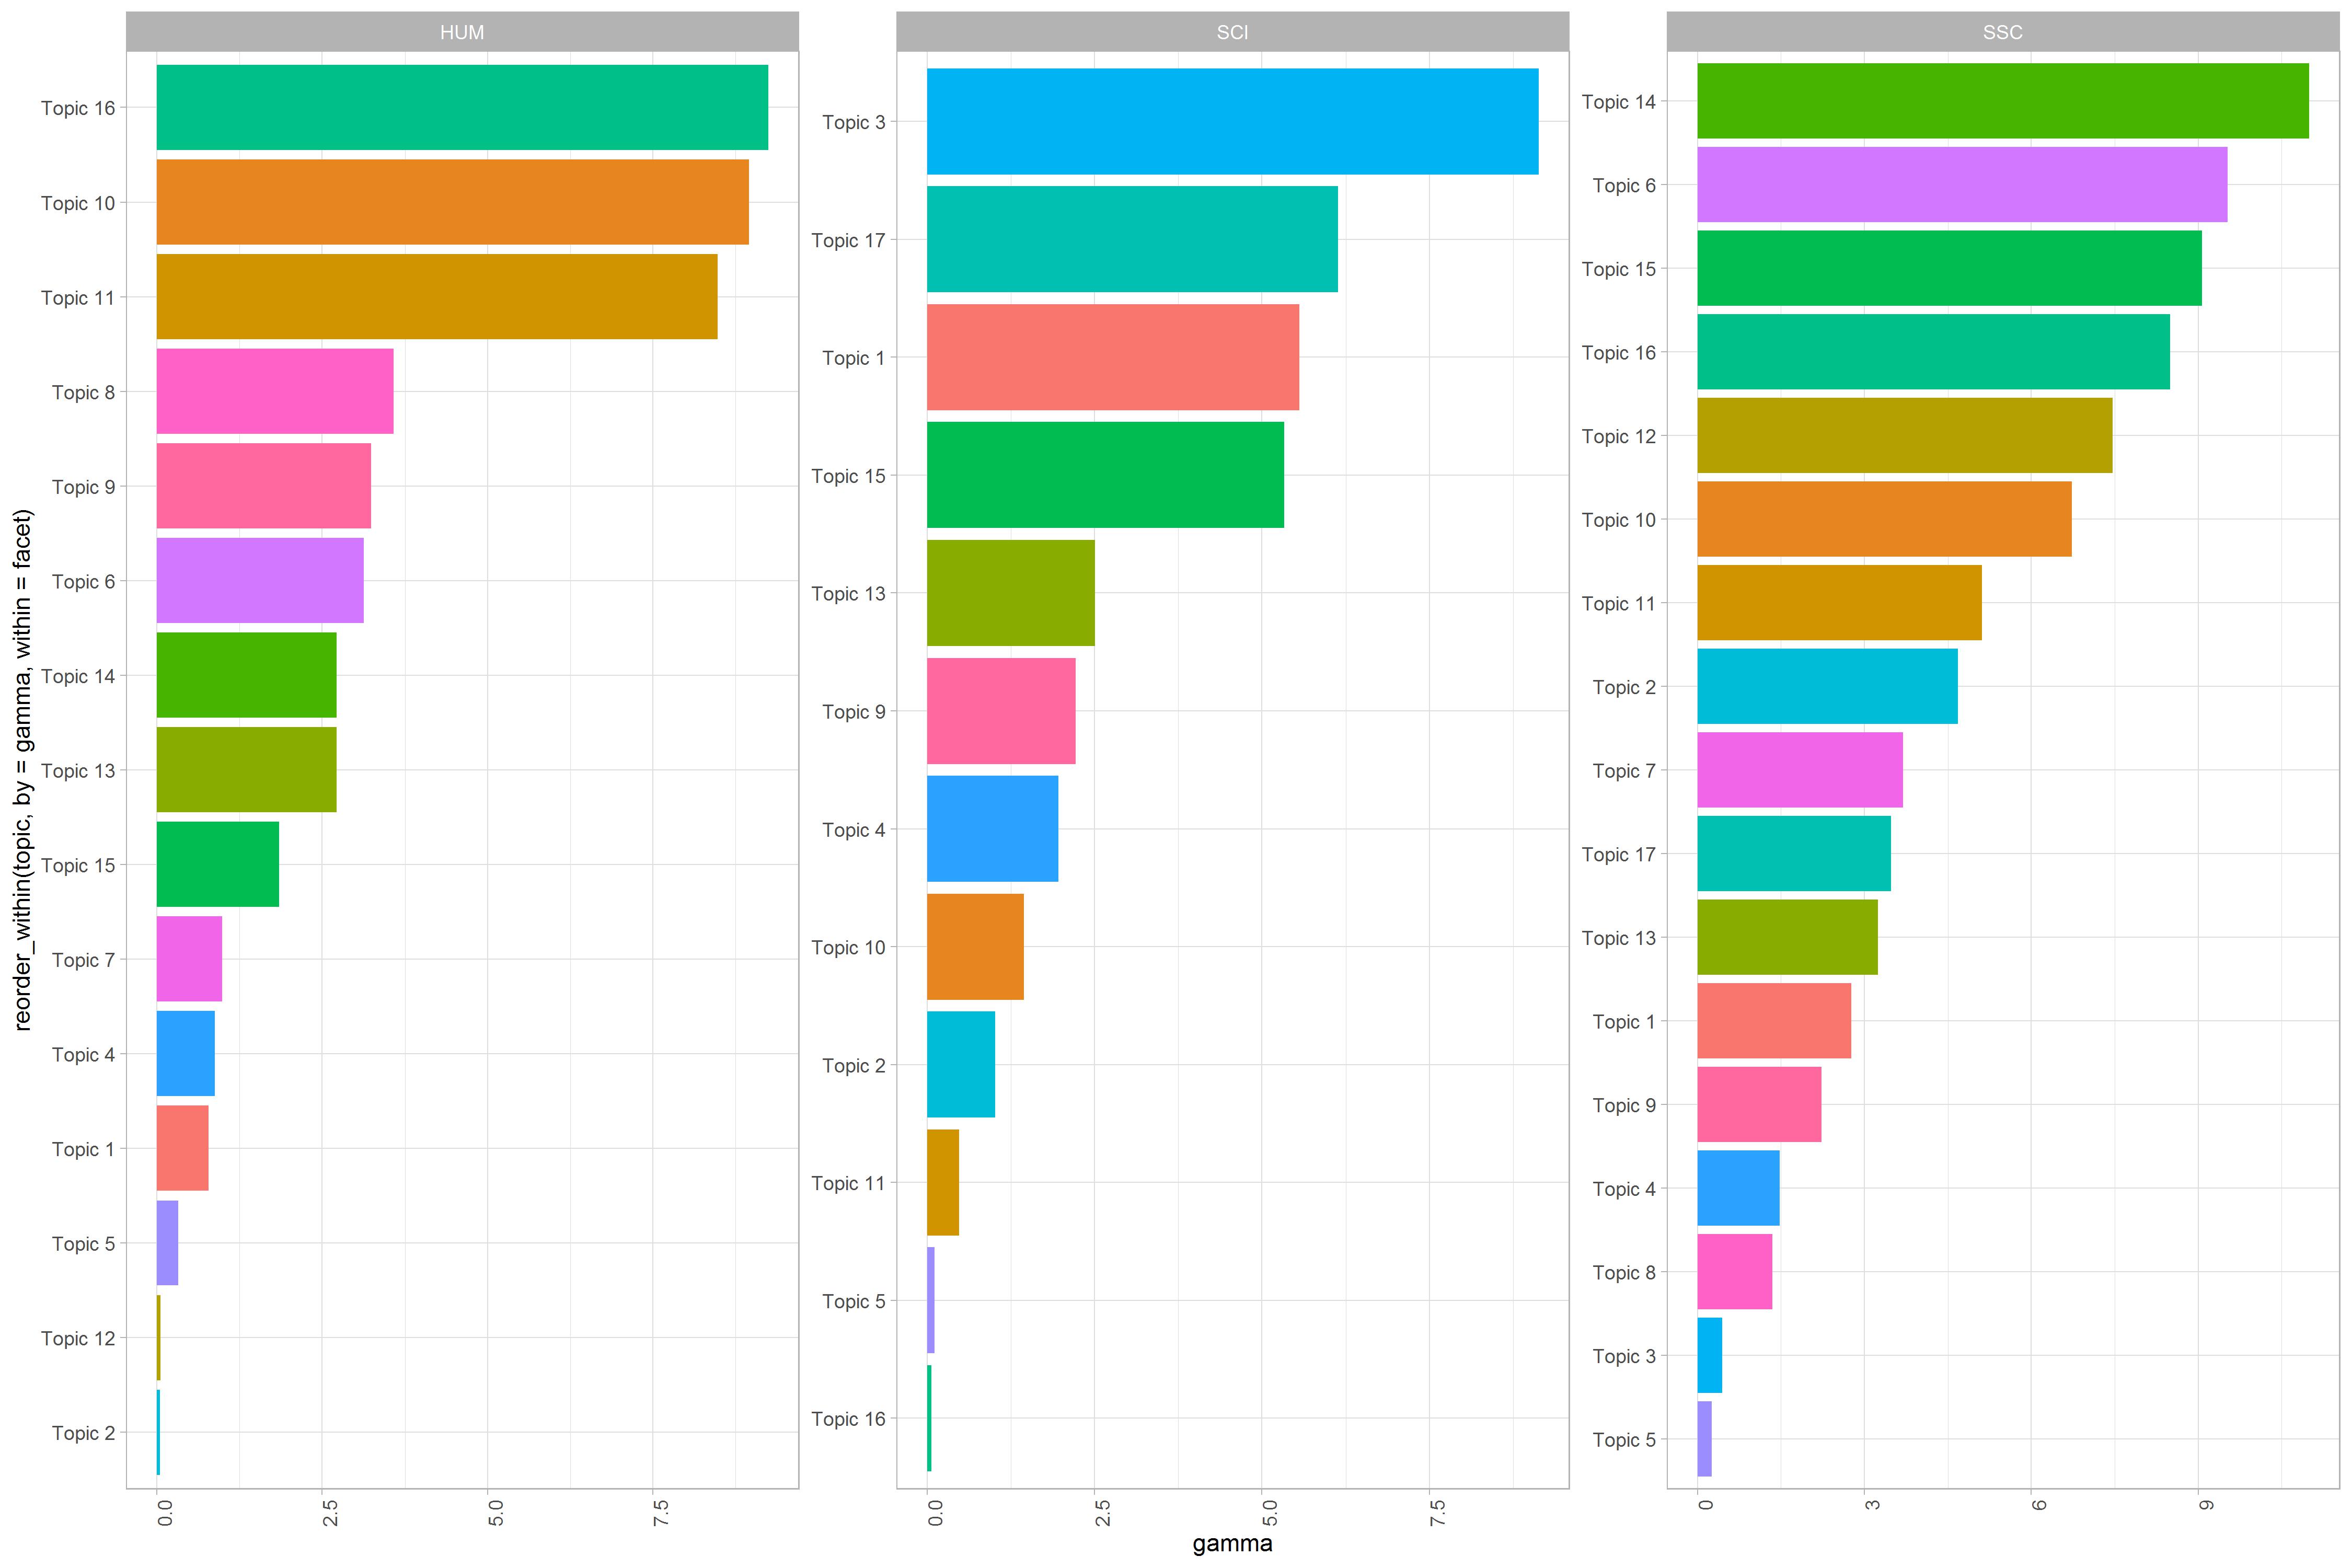 HUM
SCI
SSC
reorder_within(topic, by = gamma, within = facet)
Topic 16
Topic 10
Topic 11
Topic 8
Topic 9
Topic 6
Topic 14
Topic 13
Topic 15
Topic 7
Topic 4
Topic 1
Topic 5
Topic 12
Topic 2
0.0
2.5
5.0
7.5
Topic 3
Topic 17
Topic 1
Topic 15
Topic 13
Topic 9
Topic 4
Topic 10
Topic 2
Topic 11
Topic 5
Topic 16
0.0
2.5
5.0
7.5
Topic 14
Topic 6
Topic 15
Topic 16
Topic 12
Topic 10
Topic 11
Topic 2
Topic 7
Topic 17
Topic 13
Topic 1
Topic 9
Topic 4
Topic 8
Topic 3
Topic 5
0
3
6
9
gamma